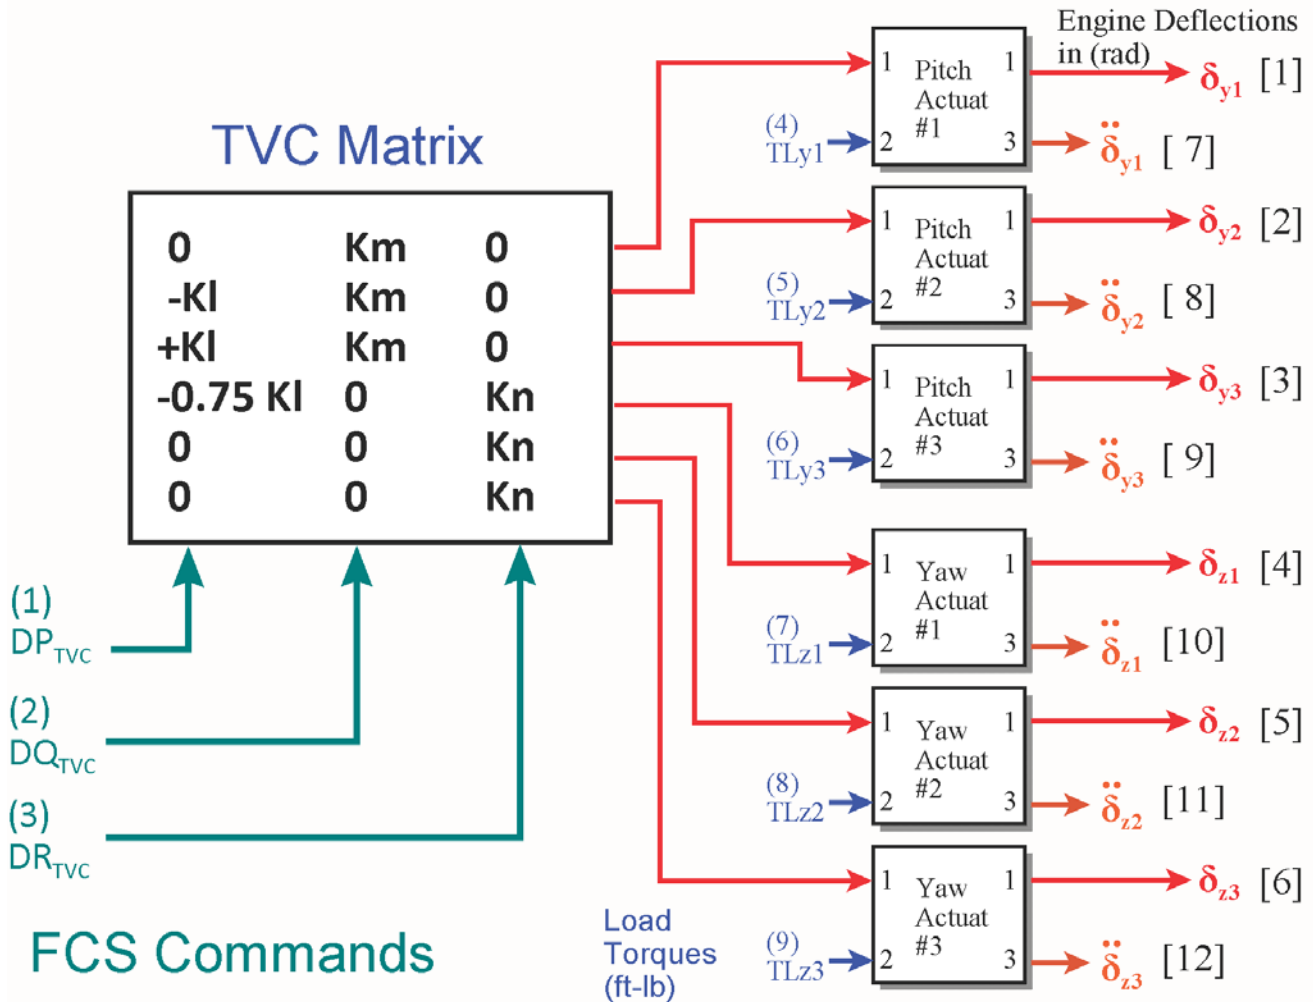 Engine Deflections
in (rad)
TVC Matrix
0 Km 0
-Kl Km 0
+Kl Km 0
-0.75 Kl 0 Kn
0 0 Kn
0 0 Kn
(1)
DP_TVC
(2)
DQ_TVC
(3)
DR_TVC
FCS Commands
1 Pitch 1
Actuat
#1
2 3
(4)
TLy1
δy1 [1]
δ̈y1 [ 7]
1 Pitch 1
Actuat
#2
2 3
(5)
TLy2
δy2 [2]
δ̈y2 [ 8]
1 Pitch 1
Actuat
#3
2 3
(6)
TLy3
δy3 [3]
δ̈y3 [ 9]
1 Yaw 1
Actuat
#1
2 3
(7)
TLz1
δz1 [4]
δ̈z1 [10]
1 Yaw 1
Actuat
#2
2 3
(8)
TLz2
δz2 [5]
δ̈z2 [11]
1 Yaw 1
Actuat
#3
2 3
(9)
TLz3
δz3 [6]
δ̈z3 [12]
Load
Torques
(ft-lb)